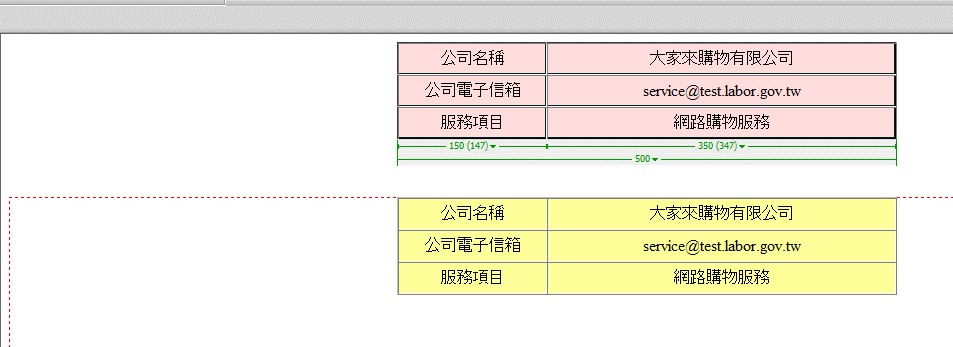 公司名稱 大家來購物有限公司
公司電子信箱 service@test.labor.gov.tw
服務項目 網路購物服務
150 (147) 350 (347)
500
公司名稱 大家來購物有限公司
公司電子信箱 service@test.labor.gov.tw
服務項目 網路購物服務